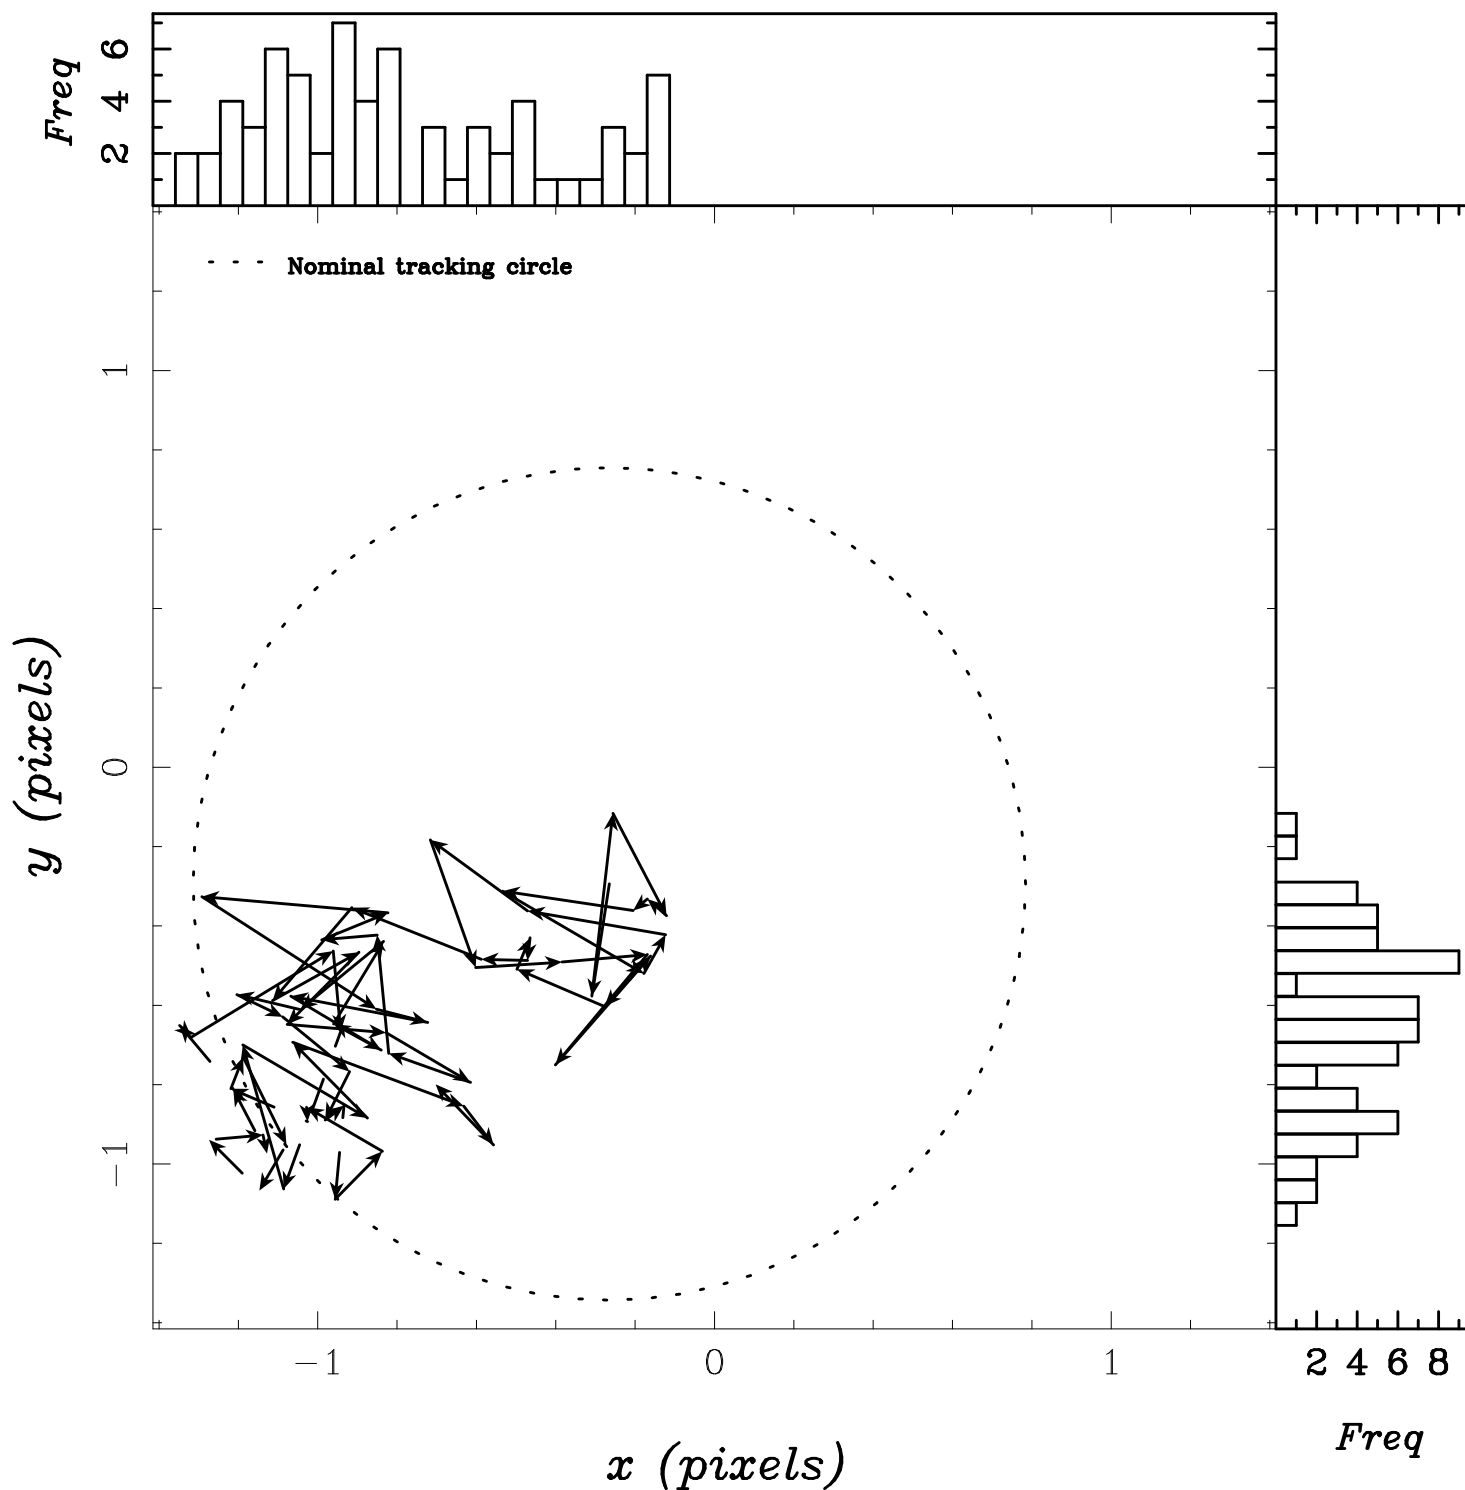 Freq
6
4
2
Nominal tracking circle
y (pixels)
1
0
−1
−1
0
1
x (pixels)
2 4 6 8
Freq